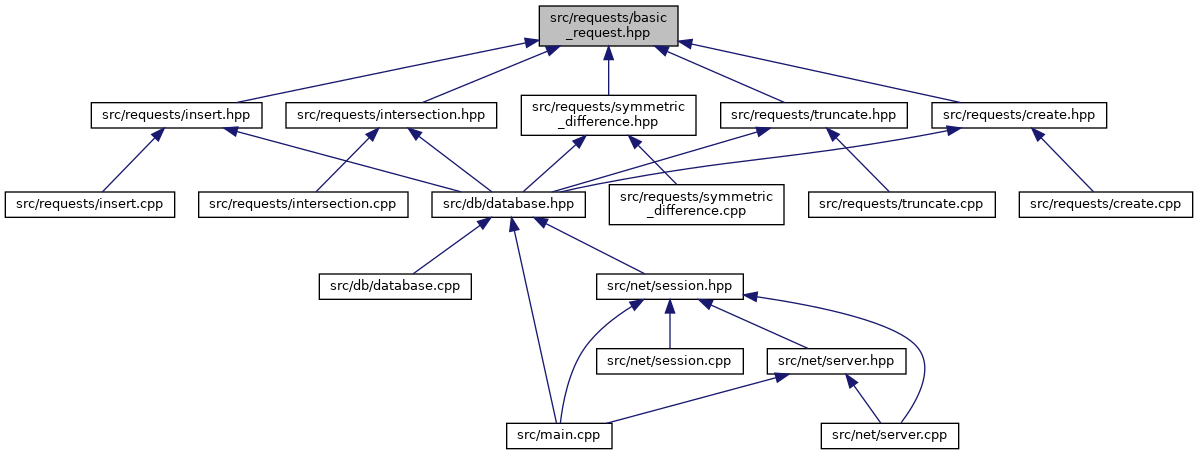 src/requests/basic
_request.hpp
src/requests/insert.hpp
src/requests/intersection.hpp
src/requests/symmetric
_difference.hpp
src/requests/truncate.hpp
src/requests/create.hpp
src/requests/insert.cpp
src/requests/intersection.cpp
src/db/database.hpp
src/requests/symmetric
_difference.cpp
src/requests/truncate.cpp
src/requests/create.cpp
src/db/database.cpp
src/net/session.hpp
src/net/session.cpp
src/net/server.hpp
src/main.cpp
src/net/server.cpp